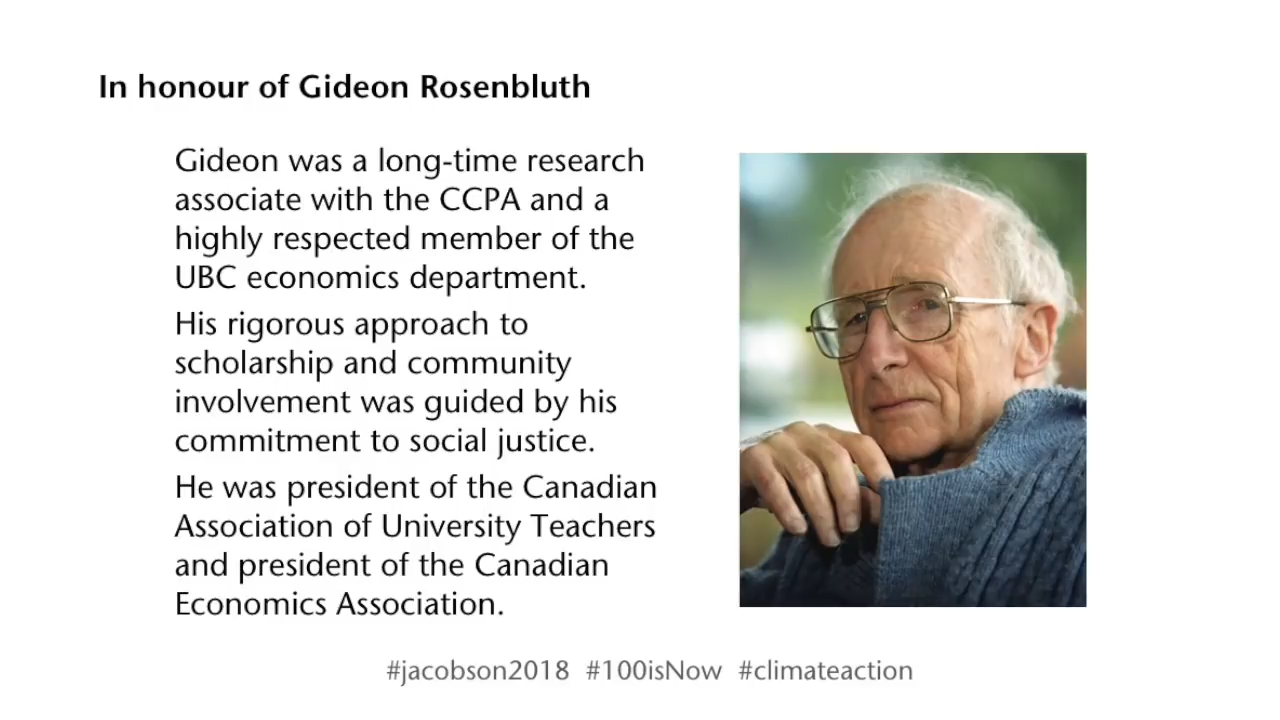 In honour of Gideon Rosenbluth
Gideon was a long-time research
associate with the CCPA and a
highly respected member of the
UBC economics department.
His rigorous approach to
scholarship and community
involvement was guided by his
commitment to social justice.
He was president of the Canadian
Association of University Teachers
and president of the Canadian
Economics Association.
#jacobson2018 #100isNow #climateaction